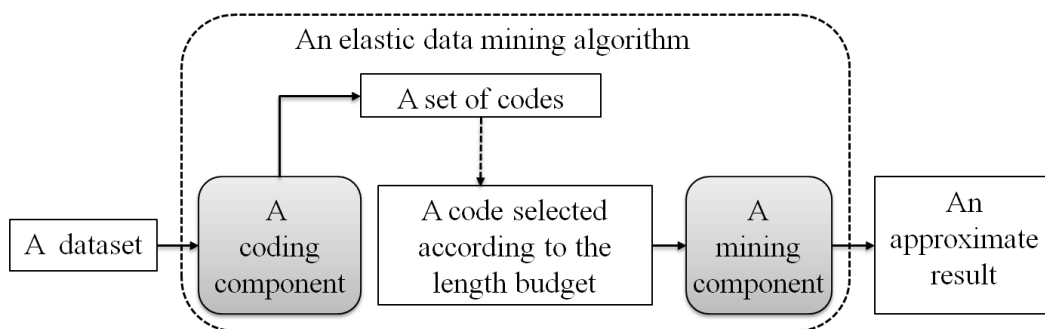 An elastic data mining algorithm
A set of codes
A dataset
A
coding
component
A code selected
according to the
length budget
A
mining
component
An
approximate
result